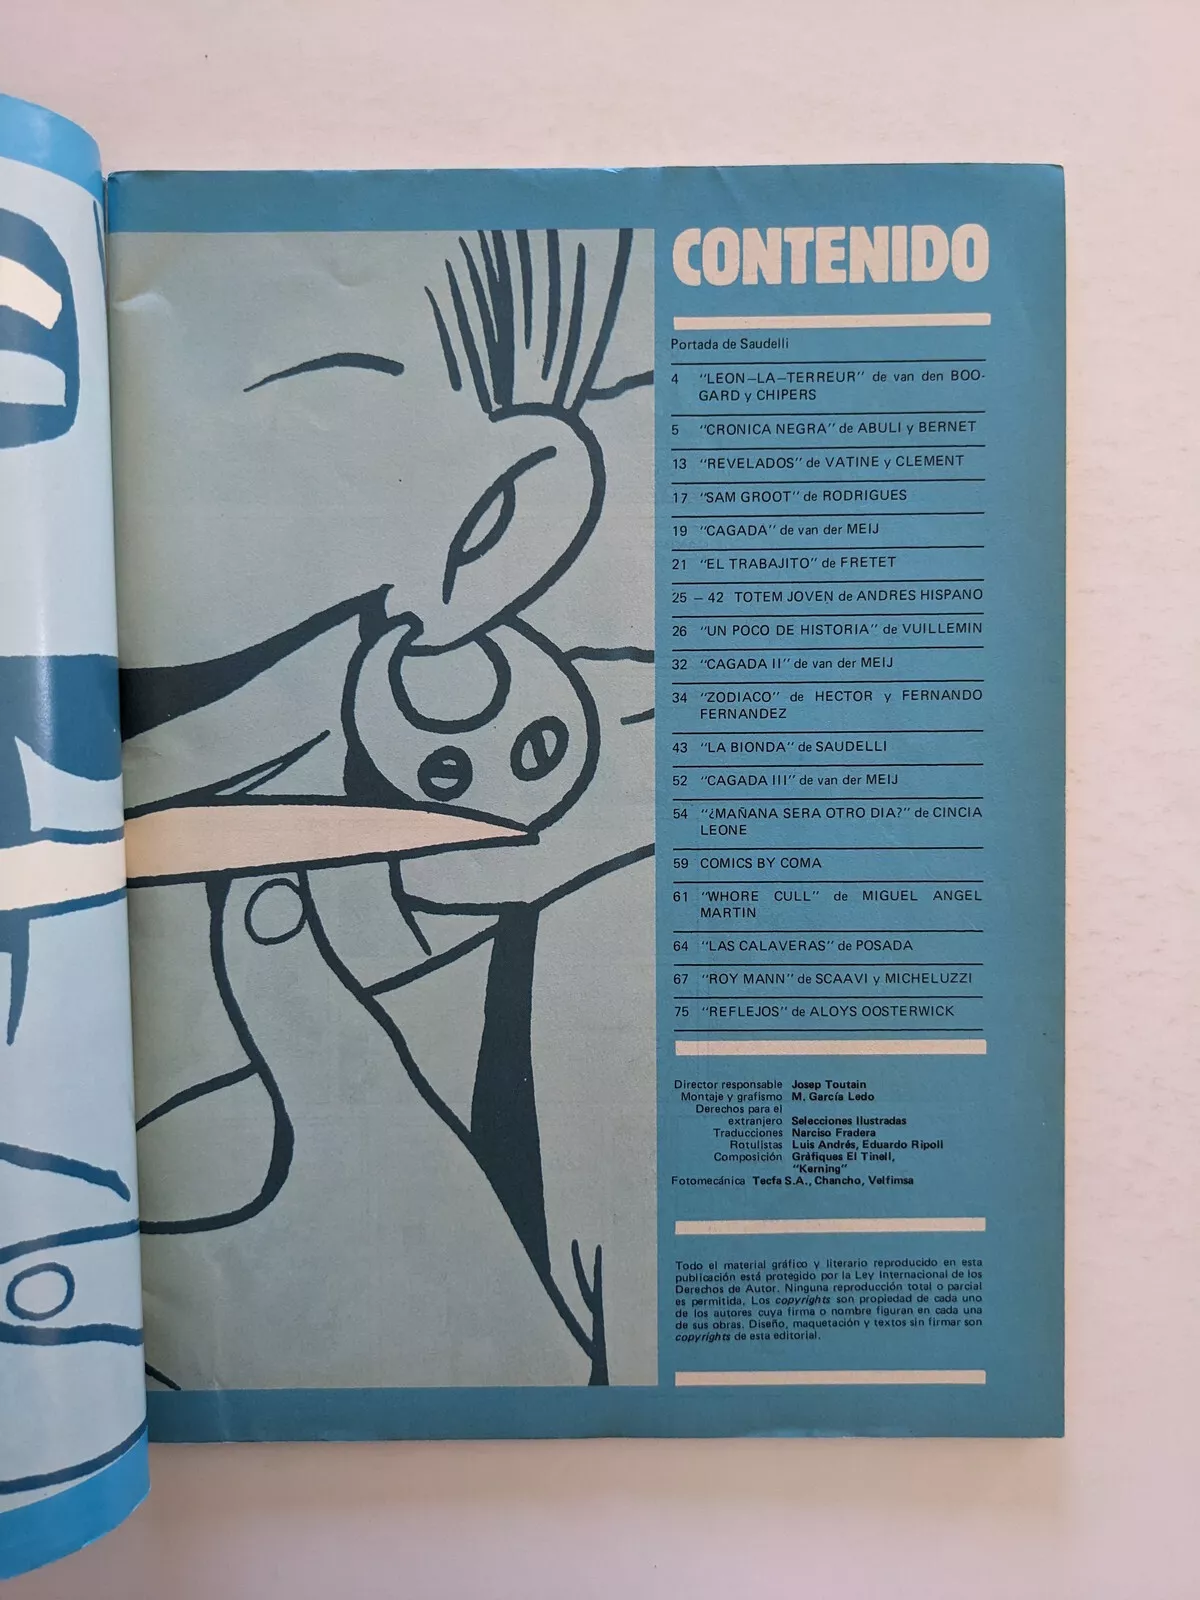 CONTENIDO
Portada de Saudelli
4 "LEON-LA-TERREUR" de van den BOO-
GARD y CHIPERS
5 "CRONICA NEGRA" de ABULI y BERNET
13 "REVELADOS" de VATINE y CLEMENT
17 "SAM GROOT" de RODRIGUES
19 "CAGADA" de van der MEIJ
21 "EL TRABAJITO" de FRETET
25 – 42 TOTEM JOVEN de ANDRES HISPANO
26 "UN POCO DE HISTORIA" de VUILLEMIN
32 "CAGADA II" de van der MEIJ
34 "ZODIACO" de HECTOR y FERNANDO
FERNANDEZ
43 "LA BIONDA" de SAUDELLI
52 "CAGADA III" de van der MEIJ
54 "¿MAÑANA SERA OTRO DIA?" de CINCIA
LEONE
59 COMICS BY COMA
61 "WHORE CULL" de MIGUEL ANGEL
MARTIN
64 "LAS CALAVERAS" de POSADA
67 "ROY MANN" de SCAAVI y MICHELUZZI
75 "REFLEJOS" de ALOYS OOSTERWICK
Director responsable Josep Toutain
Montaje y grafismo M. García Ledo
Derechos para el
extranjero Selecciones Ilustradas
Traducciones Narciso Fradera
Rotulistas Luis Andrés, Eduardo Ripoll
Composición Gràfiques El Tinell,
"Kerning"
Fotomecánica Tecfa S.A., Chancho, Velfimsa
Todo el material gráfico y literario reproducido en esta
publicación está protegido por la Ley Internacional de los
Derechos de Autor. Ninguna reproducción total o parcial
es permitida. Los copyrights son propiedad de cada uno
de los autores cuya firma o nombre figuran en cada una
de sus obras. Diseño, maquetación y textos sin firmar son
copyrights de esta editorial.